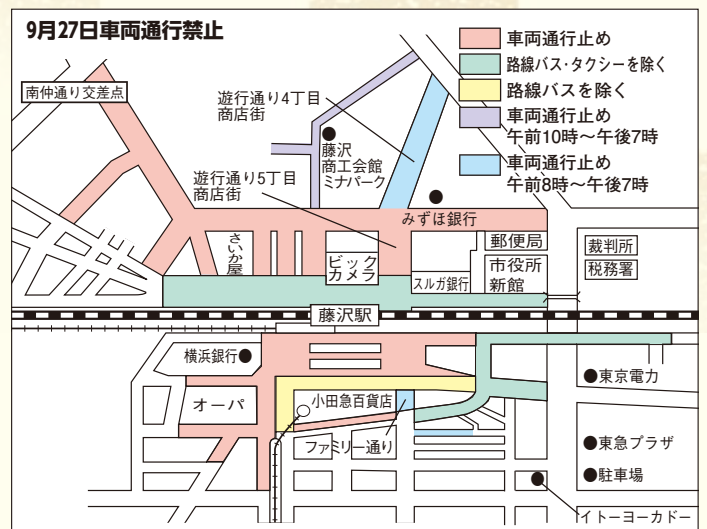 9月27日車両通行禁止
車両通行止め
路線バス・タクシーを除く
路線バスを除く
車両通行止め
午前10時〜午後7時
車両通行止め
午前8時〜午後7時
南仲通り交差点
遊行通り4丁目
商店街
藤沢
商工会館
ミナパーク
遊行通り5丁目
商店街
みずほ銀行
さいか屋
ビック
カメラ
スルガ銀行
郵便局
市役所
新館
裁判所
税務署
藤沢駅
横浜銀行
オーパ
小田急百貨店
ファミリー通り
東京電力
東急プラザ
駐車場
イトーヨーカドー